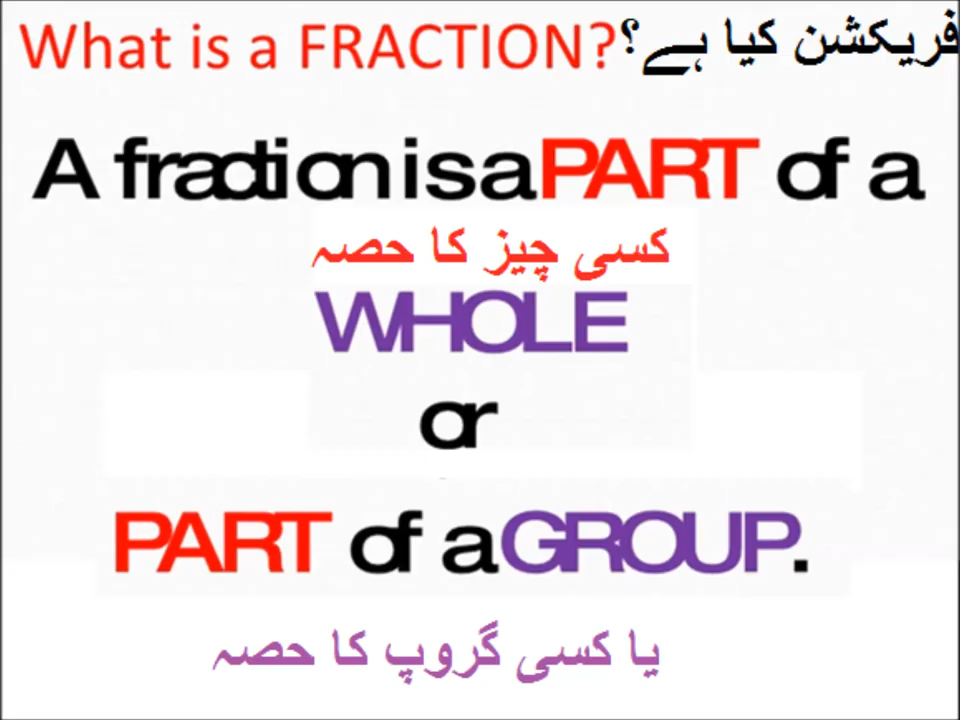 What is a FRACTION? فریکشن کیا ہے؟
A fraction is a PART of a
کسی چیز کا حصہ
WHOLE
or
PART of a GROUP.
یا کسی گروپ کا حصہ